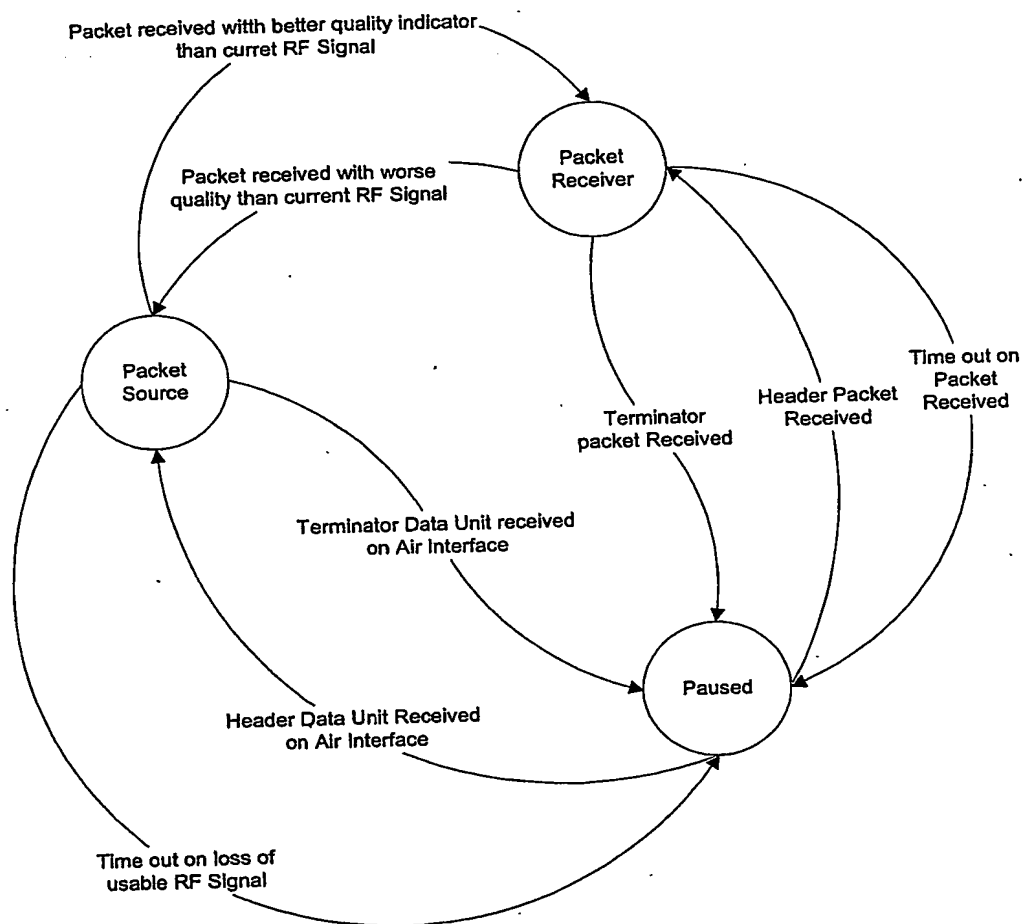 Packet received witth better quality indicator
than curret RF Signal
Packet
Receiver
Packet received with worse
quality than current RF Signal
Packet
Source
Time out on
Packet
Received
Header Packet
Received
Terminator
packet Received
Terminator Data Unit received
on Air Interface
Paused
Header Data Unit Received
on Air Interface
Time out on loss of
usable RF Signal